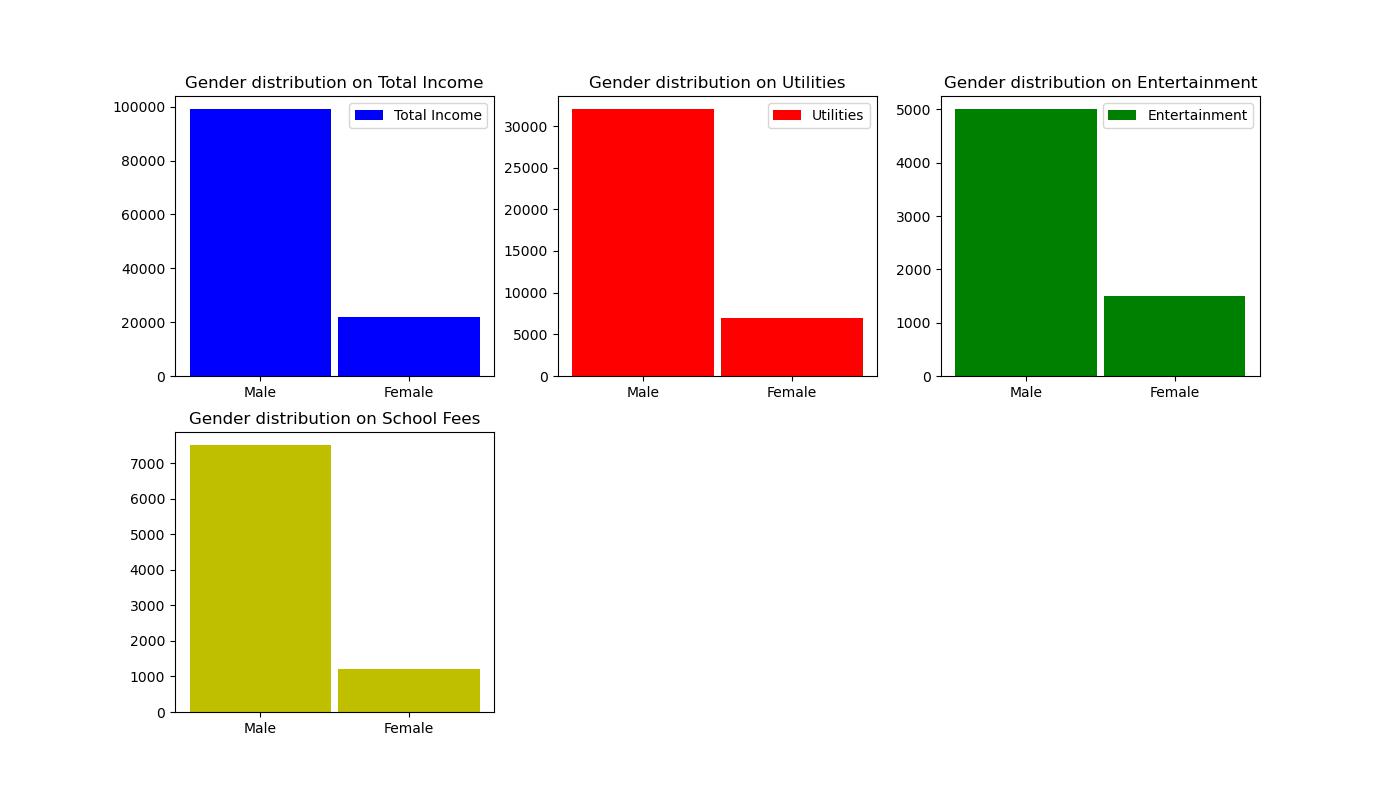 Gender distribution on Total Income
100000
80000
60000
40000
20000
0
Total Income
Male Female
Gender distribution on Utilities
30000
25000
20000
15000
10000
5000
0
Utilities
Male Female
Gender distribution on Entertainment
5000
4000
3000
2000
1000
0
Entertainment
Male Female
Gender distribution on School Fees
7000
6000
5000
4000
3000
2000
1000
0
Male Female